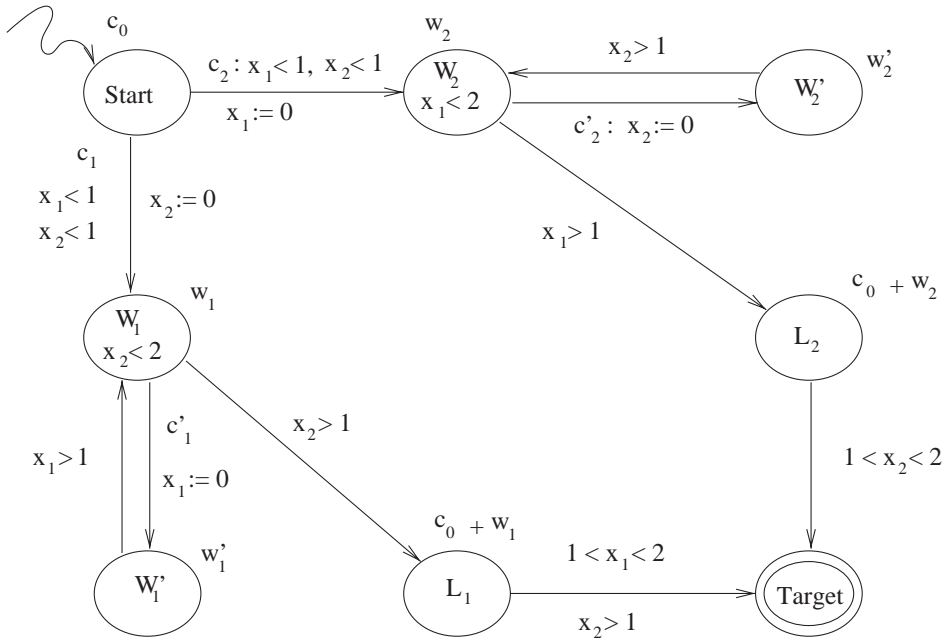 c₀
w₂
x₂ > 1
w₂'
Start
c₂ : x₁ < 1, x₂ < 1
x₁ := 0
W₂
x₁ < 2
W₂'
c'₂ : x₂ := 0
c₁
x₁ < 1
x₂ < 1
x₂ := 0
x₁ > 1
w₁
c₀ + w₂
W₁
x₂ < 2
L₂
c'₁
x₂ > 1
x₁ > 1
x₁ := 0
1 < x₂ < 2
w₁'
c₀ + w₁
1 < x₁ < 2
W₁'
L₁
Target
x₂ > 1